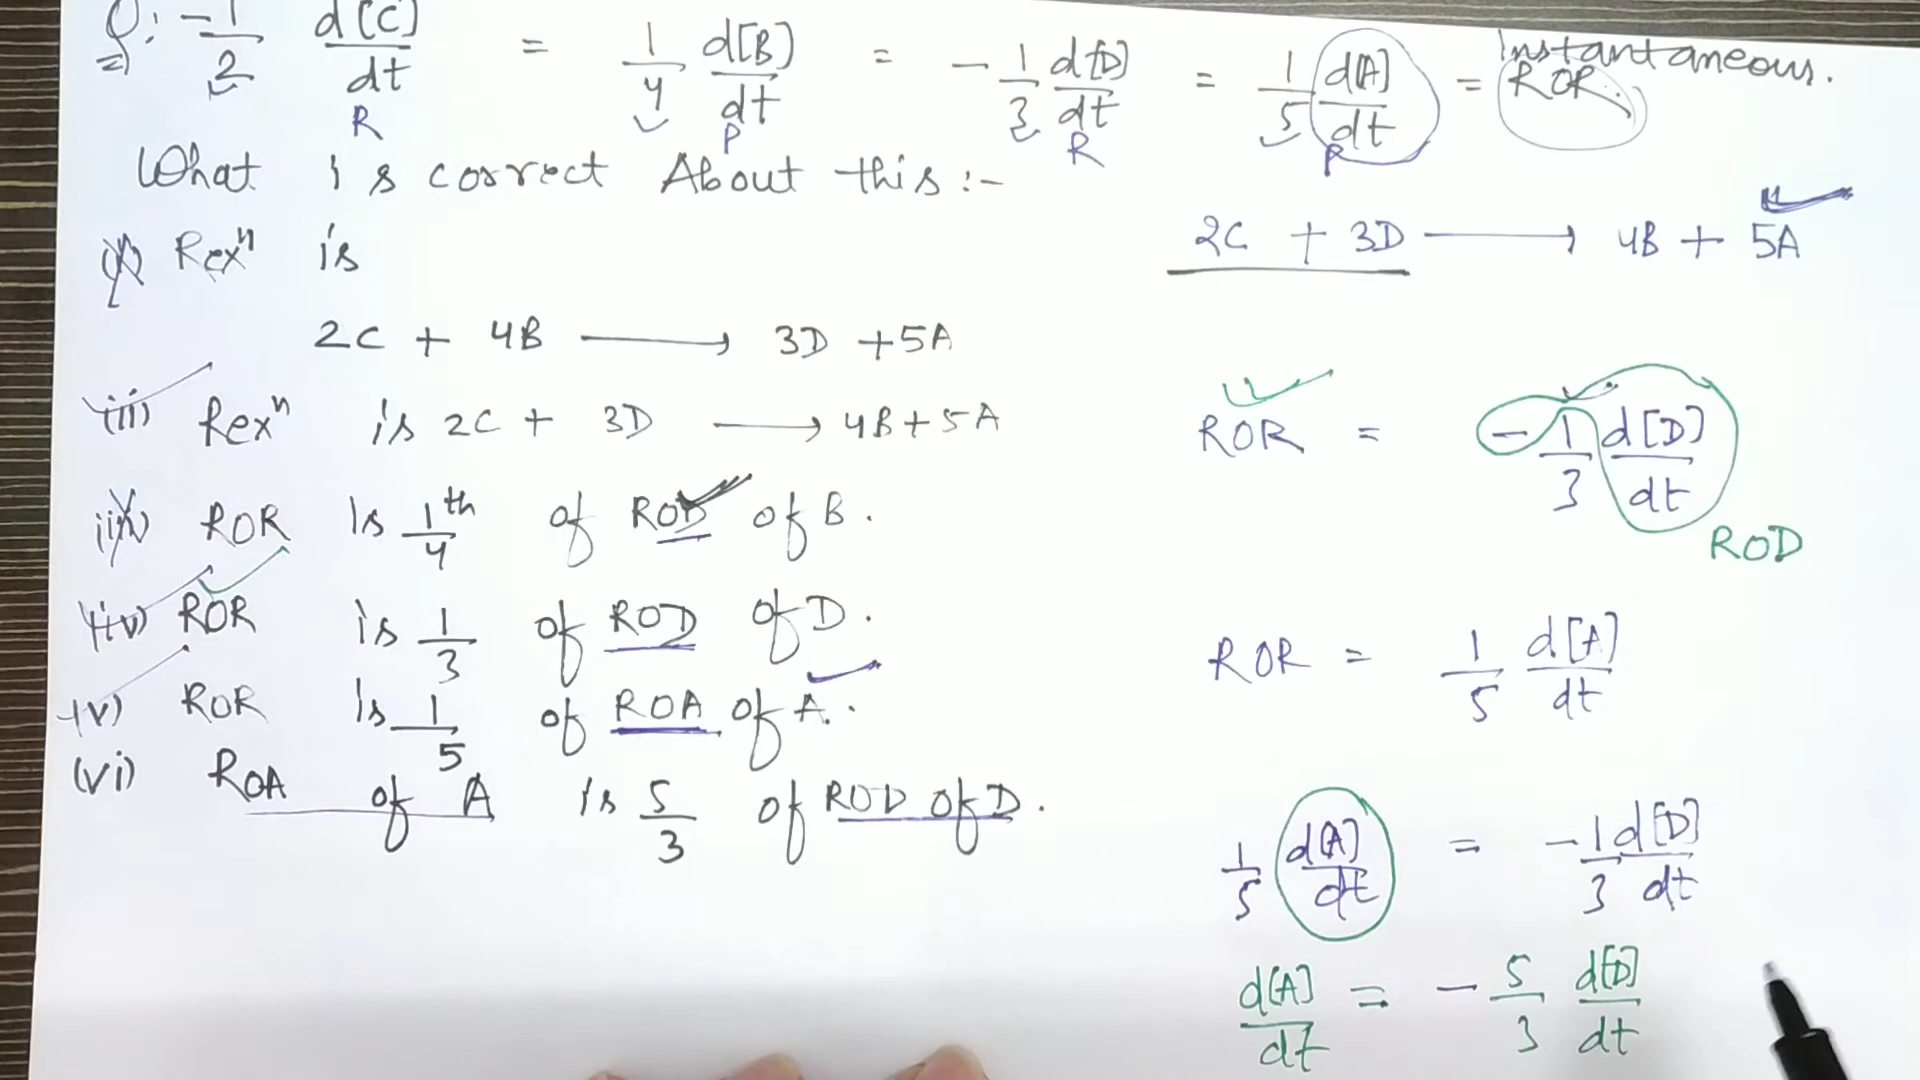 Q: - 1/2 d[C]/dt = 1/4 d[B]/dt = - 1/3 d[D]/dt = 1/5 d[A]/dt = Instantaneous. ROR.
R P R P
What is correct About this :-
(i) Rexⁿ is
2C + 4B ⟶ 3D + 5A
(ii) Rexⁿ is 2C + 3D ⟶ 4B + 5A
iii) ROR Is 1/4 th of ROD of B.
(iv) ROR is 1/3 of ROD of D.
(v) ROR Is 1/5 of ROA of A.
(vi) ROA of A is 5/3 of ROD of D.
2C + 3D ⟶ 4B + 5A
ROR = - 1/3 d[D]/dt
ROD
ROR = 1/5 d[A]/dt
1/5 d[A]/dt = - 1/3 d[D]/dt
d[A]/dt = - 5/3 d[D]/dt